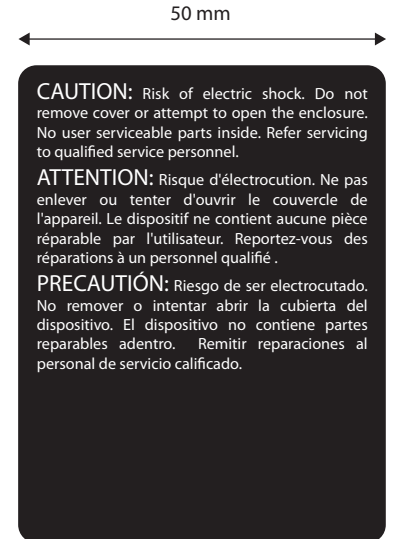 50 mm
CAUTION: Risk of electric shock. Do not
remove cover or attempt to open the enclosure.
No user serviceable parts inside. Refer servicing
to qualified service personnel.
ATTENTION: Risque d'électrocution. Ne pas
enlever ou tenter d'ouvrir le couvercle de
l'appareil. Le dispositif ne contient aucune pièce
réparable par l'utilisateur. Reportez-vous des
réparations à un personnel qualifié .
PRECAUTIÓN: Riesgo de ser electrocutado.
No remover o intentar abrir la cubierta del
dispositivo. El dispositivo no contiene partes
reparables adentro. Remitir reparaciones al
personal de servicio calificado.